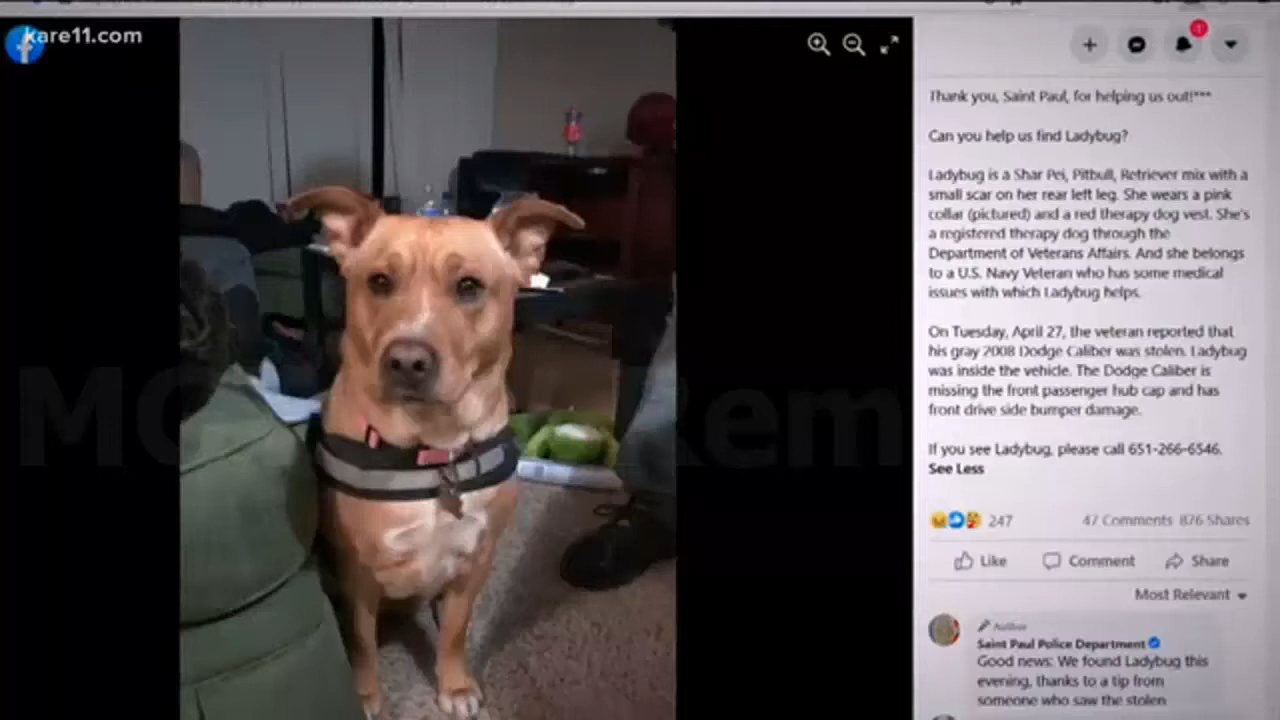 kare11.com
Thank you, Saint Paul, for helping us out!***
Can you help us find Ladybug?
Ladybug is a Shar Pei, Pitbull, Retriever mix with a
small scar on her rear left leg. She wears a pink
collar (pictured) and a red therapy dog vest. She's
a registered therapy dog through the
Department of Veterans Affairs. And she belongs
to a U.S. Navy Veteran who has some medical
issues with which Ladybug helps.
On Tuesday, April 27, the veteran reported that
his gray 2008 Dodge Caliber was stolen. Ladybug
was inside the vehicle. The Dodge Caliber is
missing the front passenger hub cap and has
front drive side bumper damage.
If you see Ladybug, please call 651-266-6546.
See Less
247
47 Comments 876 Shares
Like Comment Share
Most Relevant
Author
Saint Paul Police Department
Good news: We found Ladybug this
evening, thanks to a tip from
someone who saw the stolen